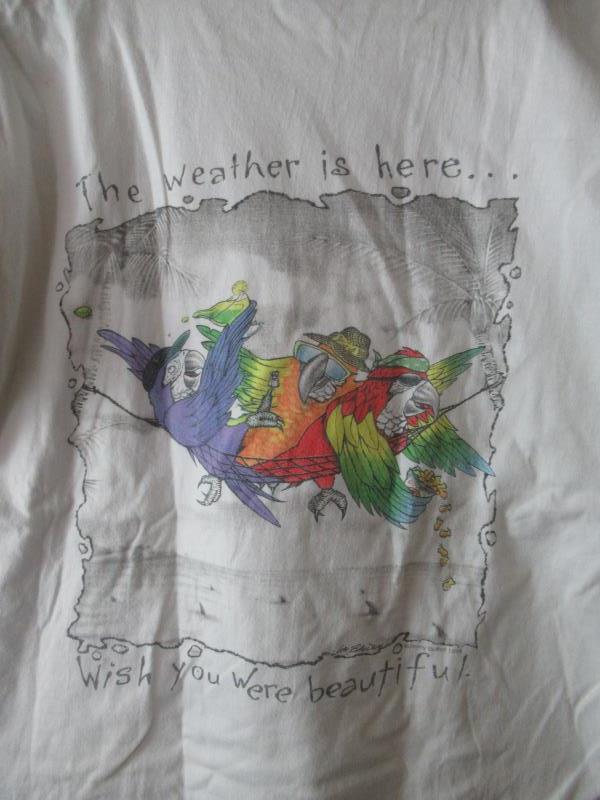 The weather is here...
Wish you were beautiful.